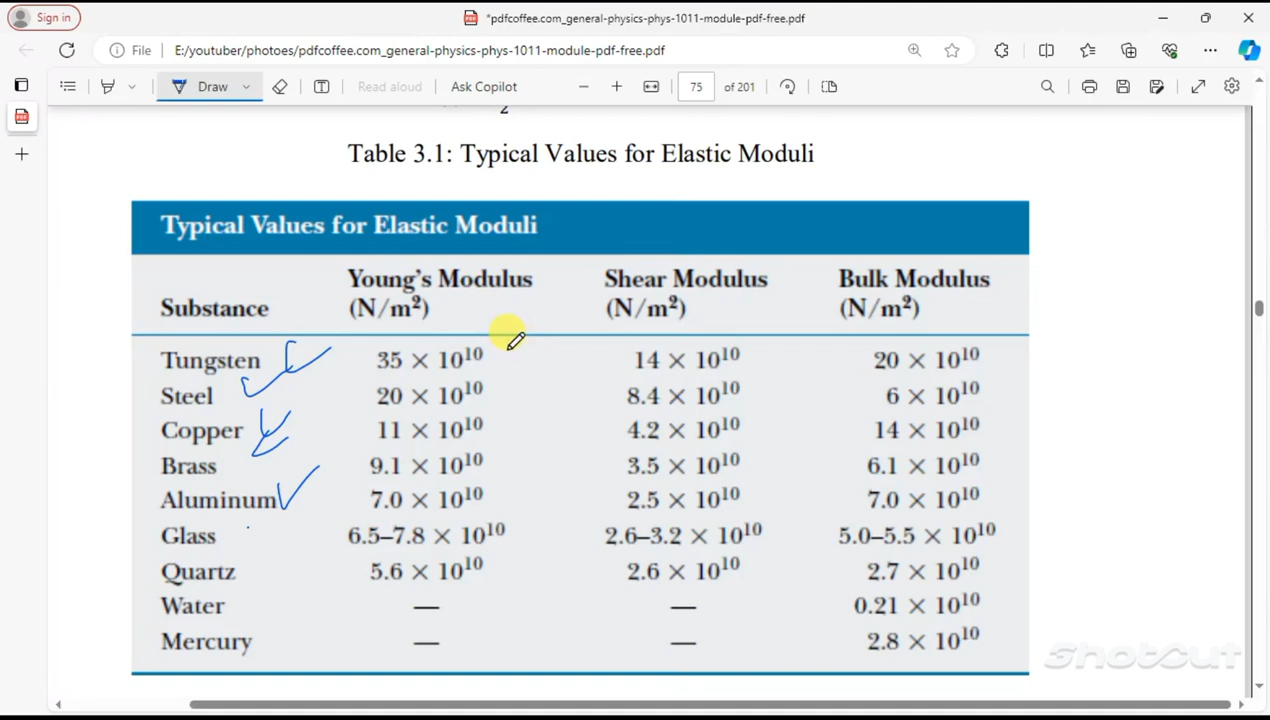 Sign in
*pdfcoffee.com_general-physics-phys-1011-module-pdf-free.pdf
File E:/youtuber/photoes/pdfcoffee.com_general-physics-phys-1011-module-pdf-free.pdf
Draw Read aloud Ask Copilot 75 of 201
2
Table 3.1: Typical Values for Elastic Moduli
Typical Values for Elastic Moduli
Young's Modulus Shear Modulus Bulk Modulus
Substance (N/m²) (N/m²) (N/m²)
Tungsten 35 × 10¹⁰ 14 × 10¹⁰ 20 × 10¹⁰
Steel 20 × 10¹⁰ 8.4 × 10¹⁰ 6 × 10¹⁰
Copper 11 × 10¹⁰ 4.2 × 10¹⁰ 14 × 10¹⁰
Brass 9.1 × 10¹⁰ 3.5 × 10¹⁰ 6.1 × 10¹⁰
Aluminum 7.0 × 10¹⁰ 2.5 × 10¹⁰ 7.0 × 10¹⁰
Glass 6.5–7.8 × 10¹⁰ 2.6–3.2 × 10¹⁰ 5.0–5.5 × 10¹⁰
Quartz 5.6 × 10¹⁰ 2.6 × 10¹⁰ 2.7 × 10¹⁰
Water — — 0.21 × 10¹⁰
Mercury — — 2.8 × 10¹⁰
Shotcut